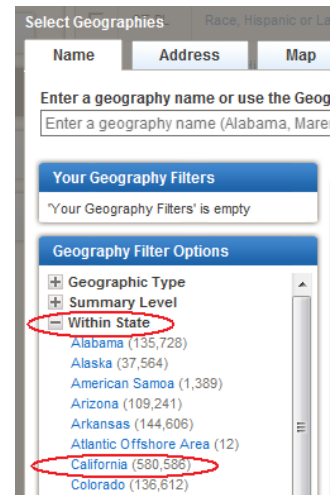 Select Geographies
Race, Hispanic or La
Name Address Map
Enter a geography name or use the Geog
Enter a geography name (Alabama, Mare
Your Geography Filters
'Your Geography Filters' is empty
Geography Filter Options
Geographic Type
Summary Level
Within State
Alabama (135,728)
Alaska (37,564)
American Samoa (1,389)
Arizona (109,241)
Arkansas (144,606)
Atlantic Offshore Area (12)
California (580,586)
Colorado (136,612)